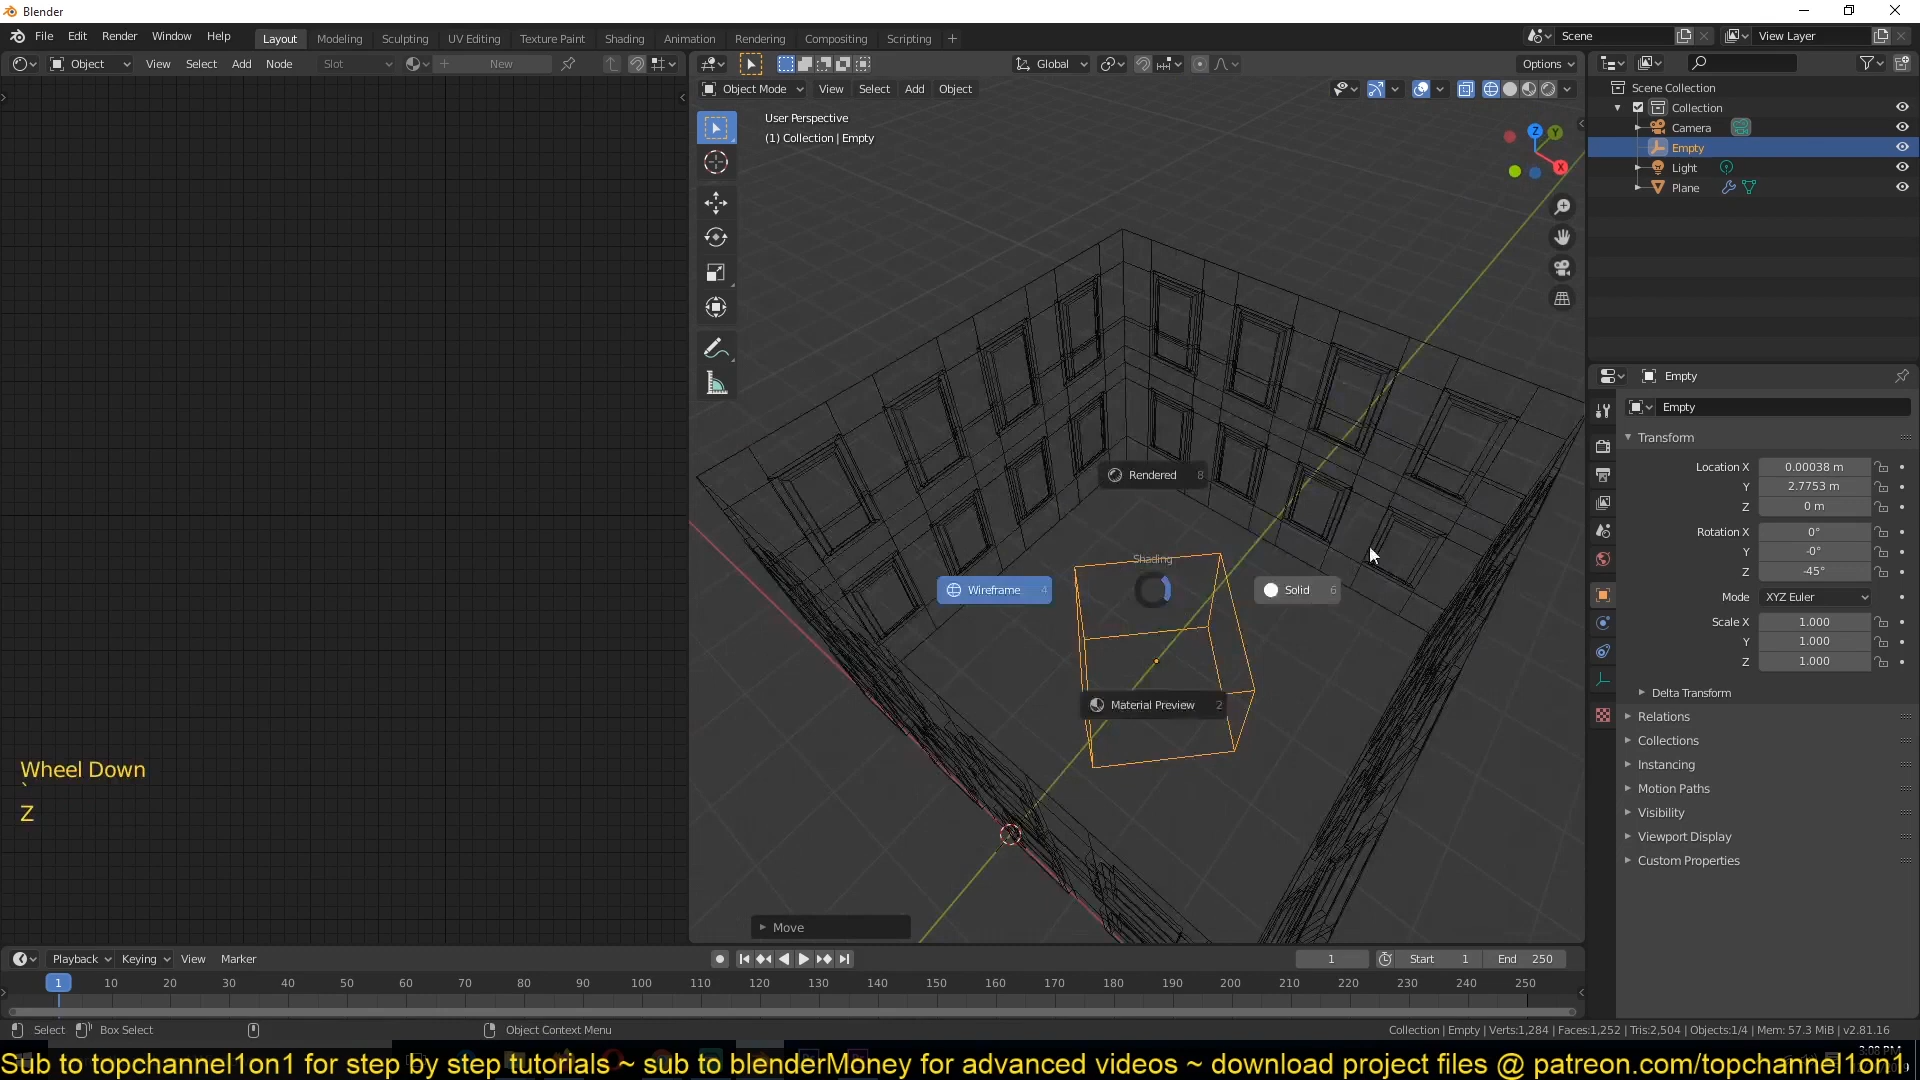 Blender
File Edit Render Window Help
Layout Modeling Sculpting UV Editing Texture Paint Shading Animation Rendering Compositing Scripting +
Scene
View Layer
Object View Select Add Node Slot New
Global
Options
Object Mode View Select Add Object
User Perspective
(1) Collection | Empty
Z
Y
X
Scene Collection
Collection
Camera
Empty
Light
Plane
Empty
Empty
Transform
Location X 0.00038 m
Y 2.7753 m
Z 0 m
Rotation X 0°
Y -0°
Z -45°
Mode XYZ Euler
Scale X 1.000
Y 1.000
Z 1.000
Delta Transform
Relations
Collections
Instancing
Motion Paths
Visibility
Viewport Display
Custom Properties
Rendered 8
Shading
Wireframe 4
Solid 6
Material Preview 2
Wheel Down
`
Z
Move
Playback Keying View Marker
1
Start 1
End 250
1 10 20 30 40 50 60 70 80 90 100 110 120 130 140 150 160 170 180 190 200 210 220 230 240 250
Select Box Select Object Context Menu
Collection | Empty | Verts:1,284 | Faces:1,252 | Tris:2,504 | Objects:1/4 | Mem: 57.3 MiB | v2.81.16
Sub to topchannel1on1 for step by step tutorials ~ sub to blenderMoney for advanced videos ~ download project files @ patreon.com/topchannel1on1